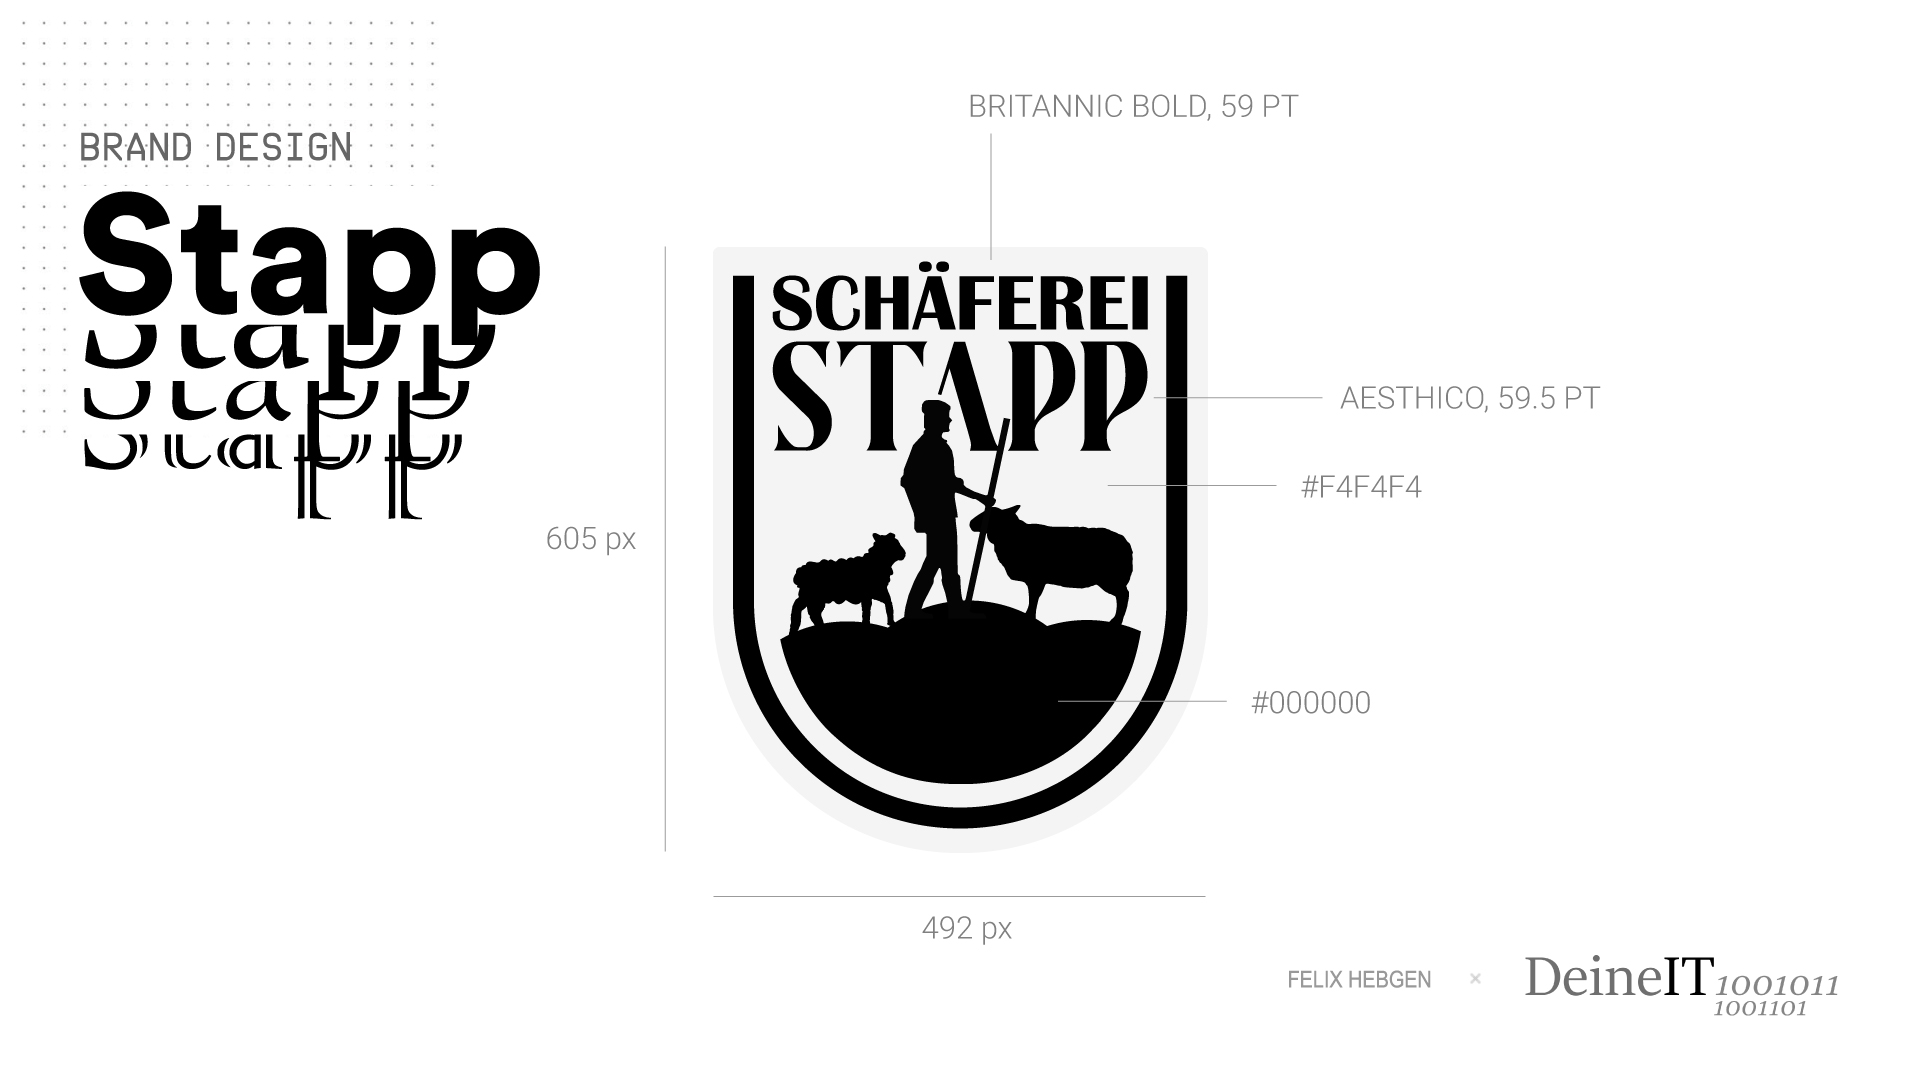 BRAND DESIGN
Stapp
Stapp
Stapp
Stapp
BRITANNIC BOLD, 59 PT
SCHÄFEREI
STAPP
AESTHICO, 59.5 PT
#F4F4F4
605 px
#000000
492 px
FELIX HEBGEN × DeineIT 1001011
1001101